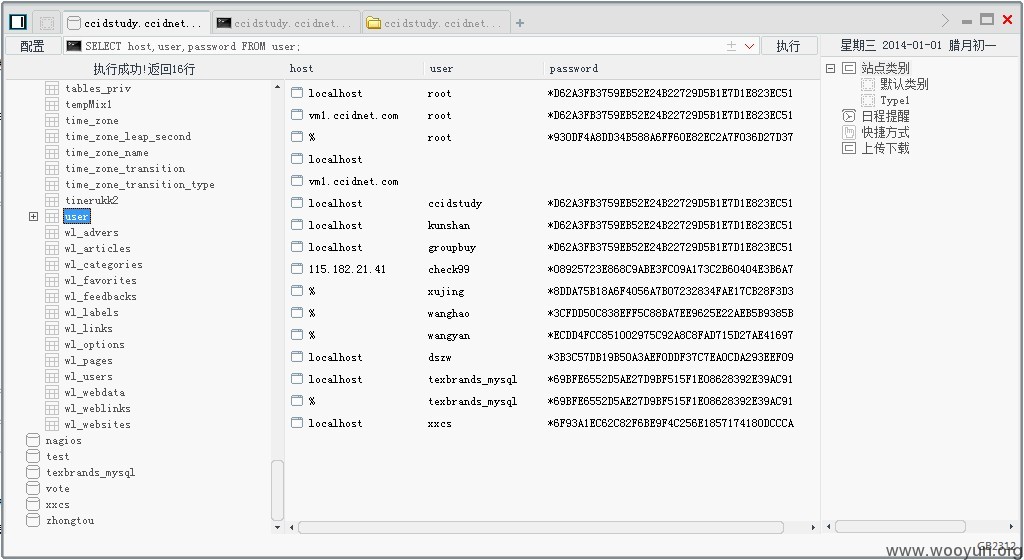 ccidstudy.ccidnet... ccidstudy.ccidnet... ccidstudy.ccidnet...
配置 SELECT host,user,password FROM user; 执行 星期三 2014-01-01 腊月初一
执行成功!返回16行
tables_priv
tempMix1
time_zone
time_zone_leap_second
time_zone_name
time_zone_transition
time_zone_transition_type
tinerukk2
user
wl_advers
wl_articles
wl_categories
wl_favorites
wl_feedbacks
wl_labels
wl_links
wl_options
wl_pages
wl_users
wl_webdata
wl_weblinks
wl_websites
nagios
test
texbrands_mysql
vote
xxcs
zhongtou
host user password
localhost root *D62A3FB3759EB52E24B22729D5B1E7D1E823EC51
vm1.ccidnet.com root *D62A3FB3759EB52E24B22729D5B1E7D1E823EC51
% root *930DF4A8DD34B588A6FF60E82EC2A7F036D27D37
localhost
vm1.ccidnet.com
localhost ccidstudy *D62A3FB3759EB52E24B22729D5B1E7D1E823EC51
localhost kunshan *D62A3FB3759EB52E24B22729D5B1E7D1E823EC51
localhost groupbuy *D62A3FB3759EB52E24B22729D5B1E7D1E823EC51
115.182.21.41 check99 *08925723E868C9ABE3FC09A173C2B60404E3B6A7
% xujing *8DDA75B18A6F4056A7B07232834FAE17CB28F3D3
% wanghao *3CFDD50C838EFF5C88BA7EE9625E22AEB5B9385B
% wangyan *ECDD4FCC851002975C92A8C8FAD715D27AE41697
localhost dszw *3B3C57DB19B50A3AEF0DDF37C7EA0CDA293EEF09
localhost texbrands_mysql *69BFE6552D5AE27D9BF515F1E08628392E39AC91
% texbrands_mysql *69BFE6552D5AE27D9BF515F1E08628392E39AC91
localhost xxcs *6F93A1EC62C82F6BE9F4C256E1857174180DCCCA
站点类别
默认类别
Type1
日程提醒
快捷方式
上传下载
GB2312
www.wooyun.org